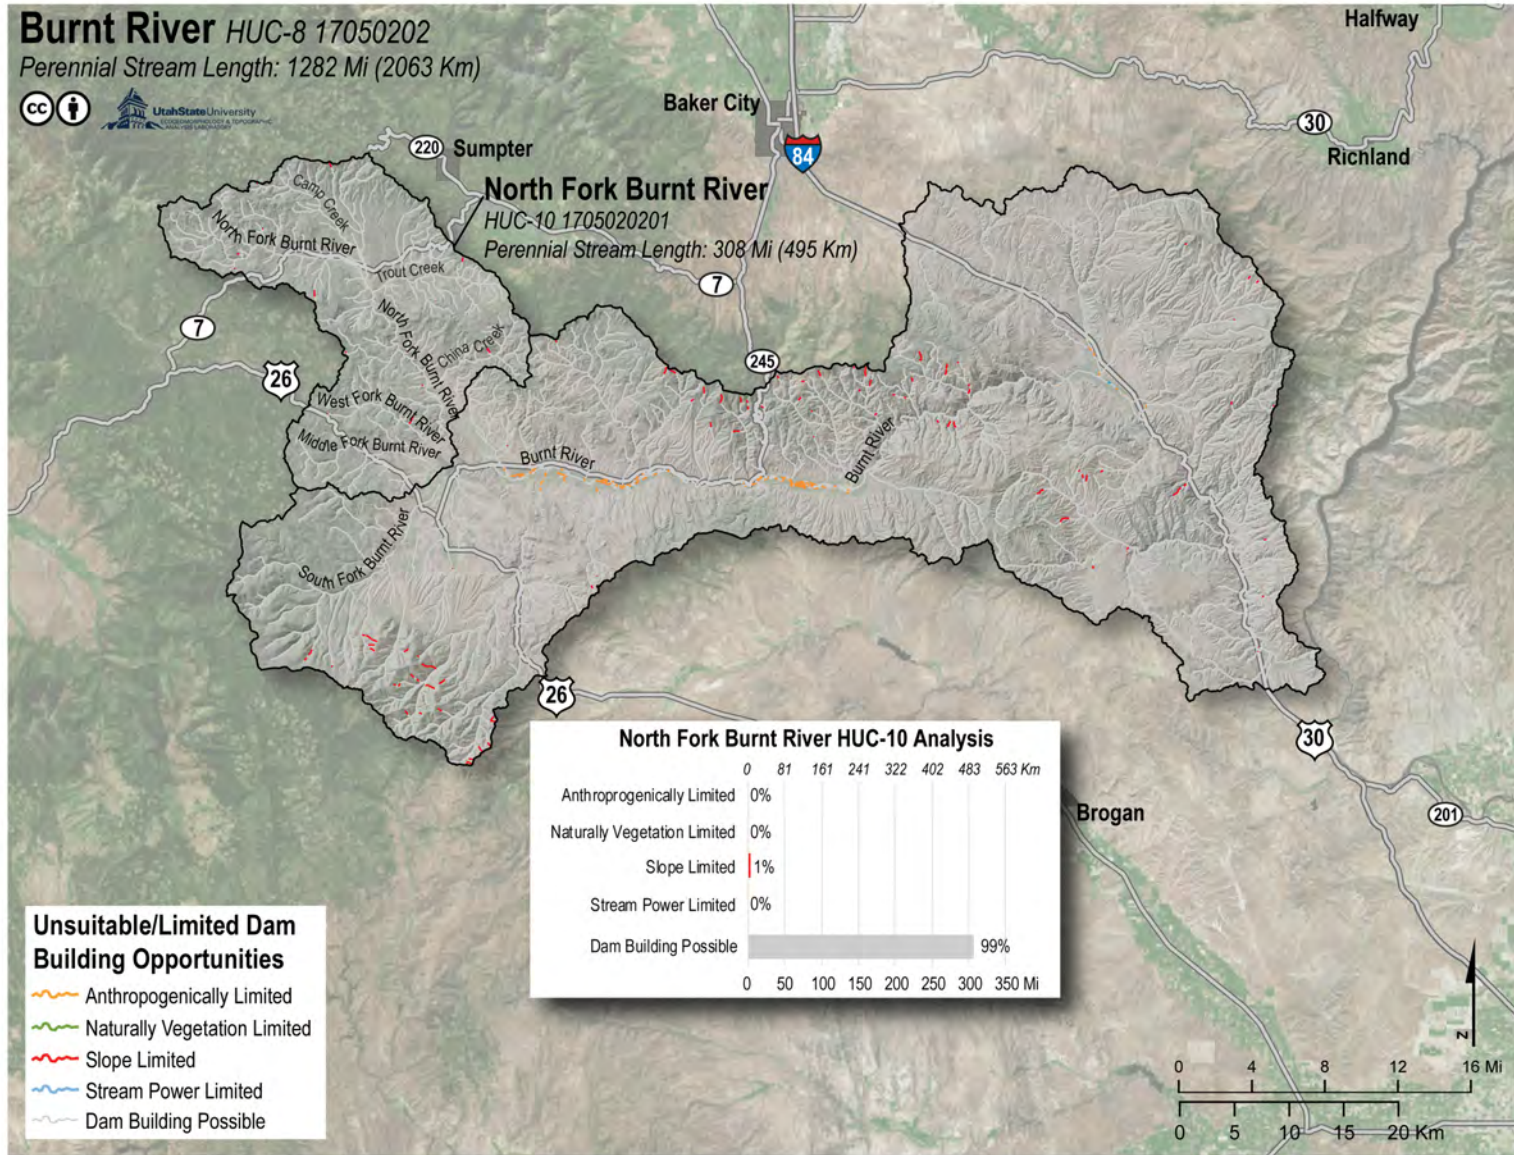 Burnt River HUC-8 17050202
Perennial Stream Length: 1282 Mi (2063 Km)
cc
UtahStateUniversity
ECOGEOMORPHOLOGY & TOPOGRAPHIC
ANALYSIS LABORATORY
Halfway
Baker City
30
Richland
84
220
Sumpter
North Fork Burnt River
HUC-10 1705020201
Perennial Stream Length: 308 Mi (495 Km)
Camp Creek
North Fork Burnt River
Trout Creek
7
7
North Fork Burnt River
China Creek
245
26
West Fork Burnt River
Middle Fork Burnt River
Burnt River
Burnt River
South Fork Burnt River
26
30
201
Brogan
North Fork Burnt River HUC-10 Analysis
0 81 161 241 322 402 483 563 Km
Anthroprogenically Limited 0%
Naturally Vegetation Limited 0%
Slope Limited 1%
Stream Power Limited 0%
Dam Building Possible 99%
0 50 100 150 200 250 300 350 Mi
Unsuitable/Limited Dam
Building Opportunities
Anthropogenically Limited
Naturally Vegetation Limited
Slope Limited
Stream Power Limited
Dam Building Possible
N
0 4 8 12 16 Mi
0 5 10 15 20 Km